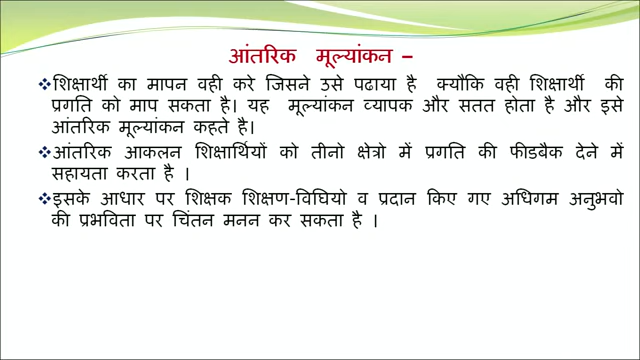 आंतरिक मूल्यांकन –
❖शिक्षार्थी का मापन वही करे जिसने उसे पढाया है क्यौकि वही शिक्षार्थी की
प्रगति को माप सकता है। यह मूल्यांकन व्यापक और सतत होता है और इसे
आंतरिक मूल्यांकन कहते है।
❖आंतरिक आकलन शिक्षार्थियों को तीनो क्षेत्रो में प्रगति की फीडबैक देने में
सहायता करता है ।
❖इसके आधार पर शिक्षक शिक्षण-विधियो व प्रदान किए गए अधिगम अनुभवो
की प्रभविता पर चिंतन मनन कर सकता है ।